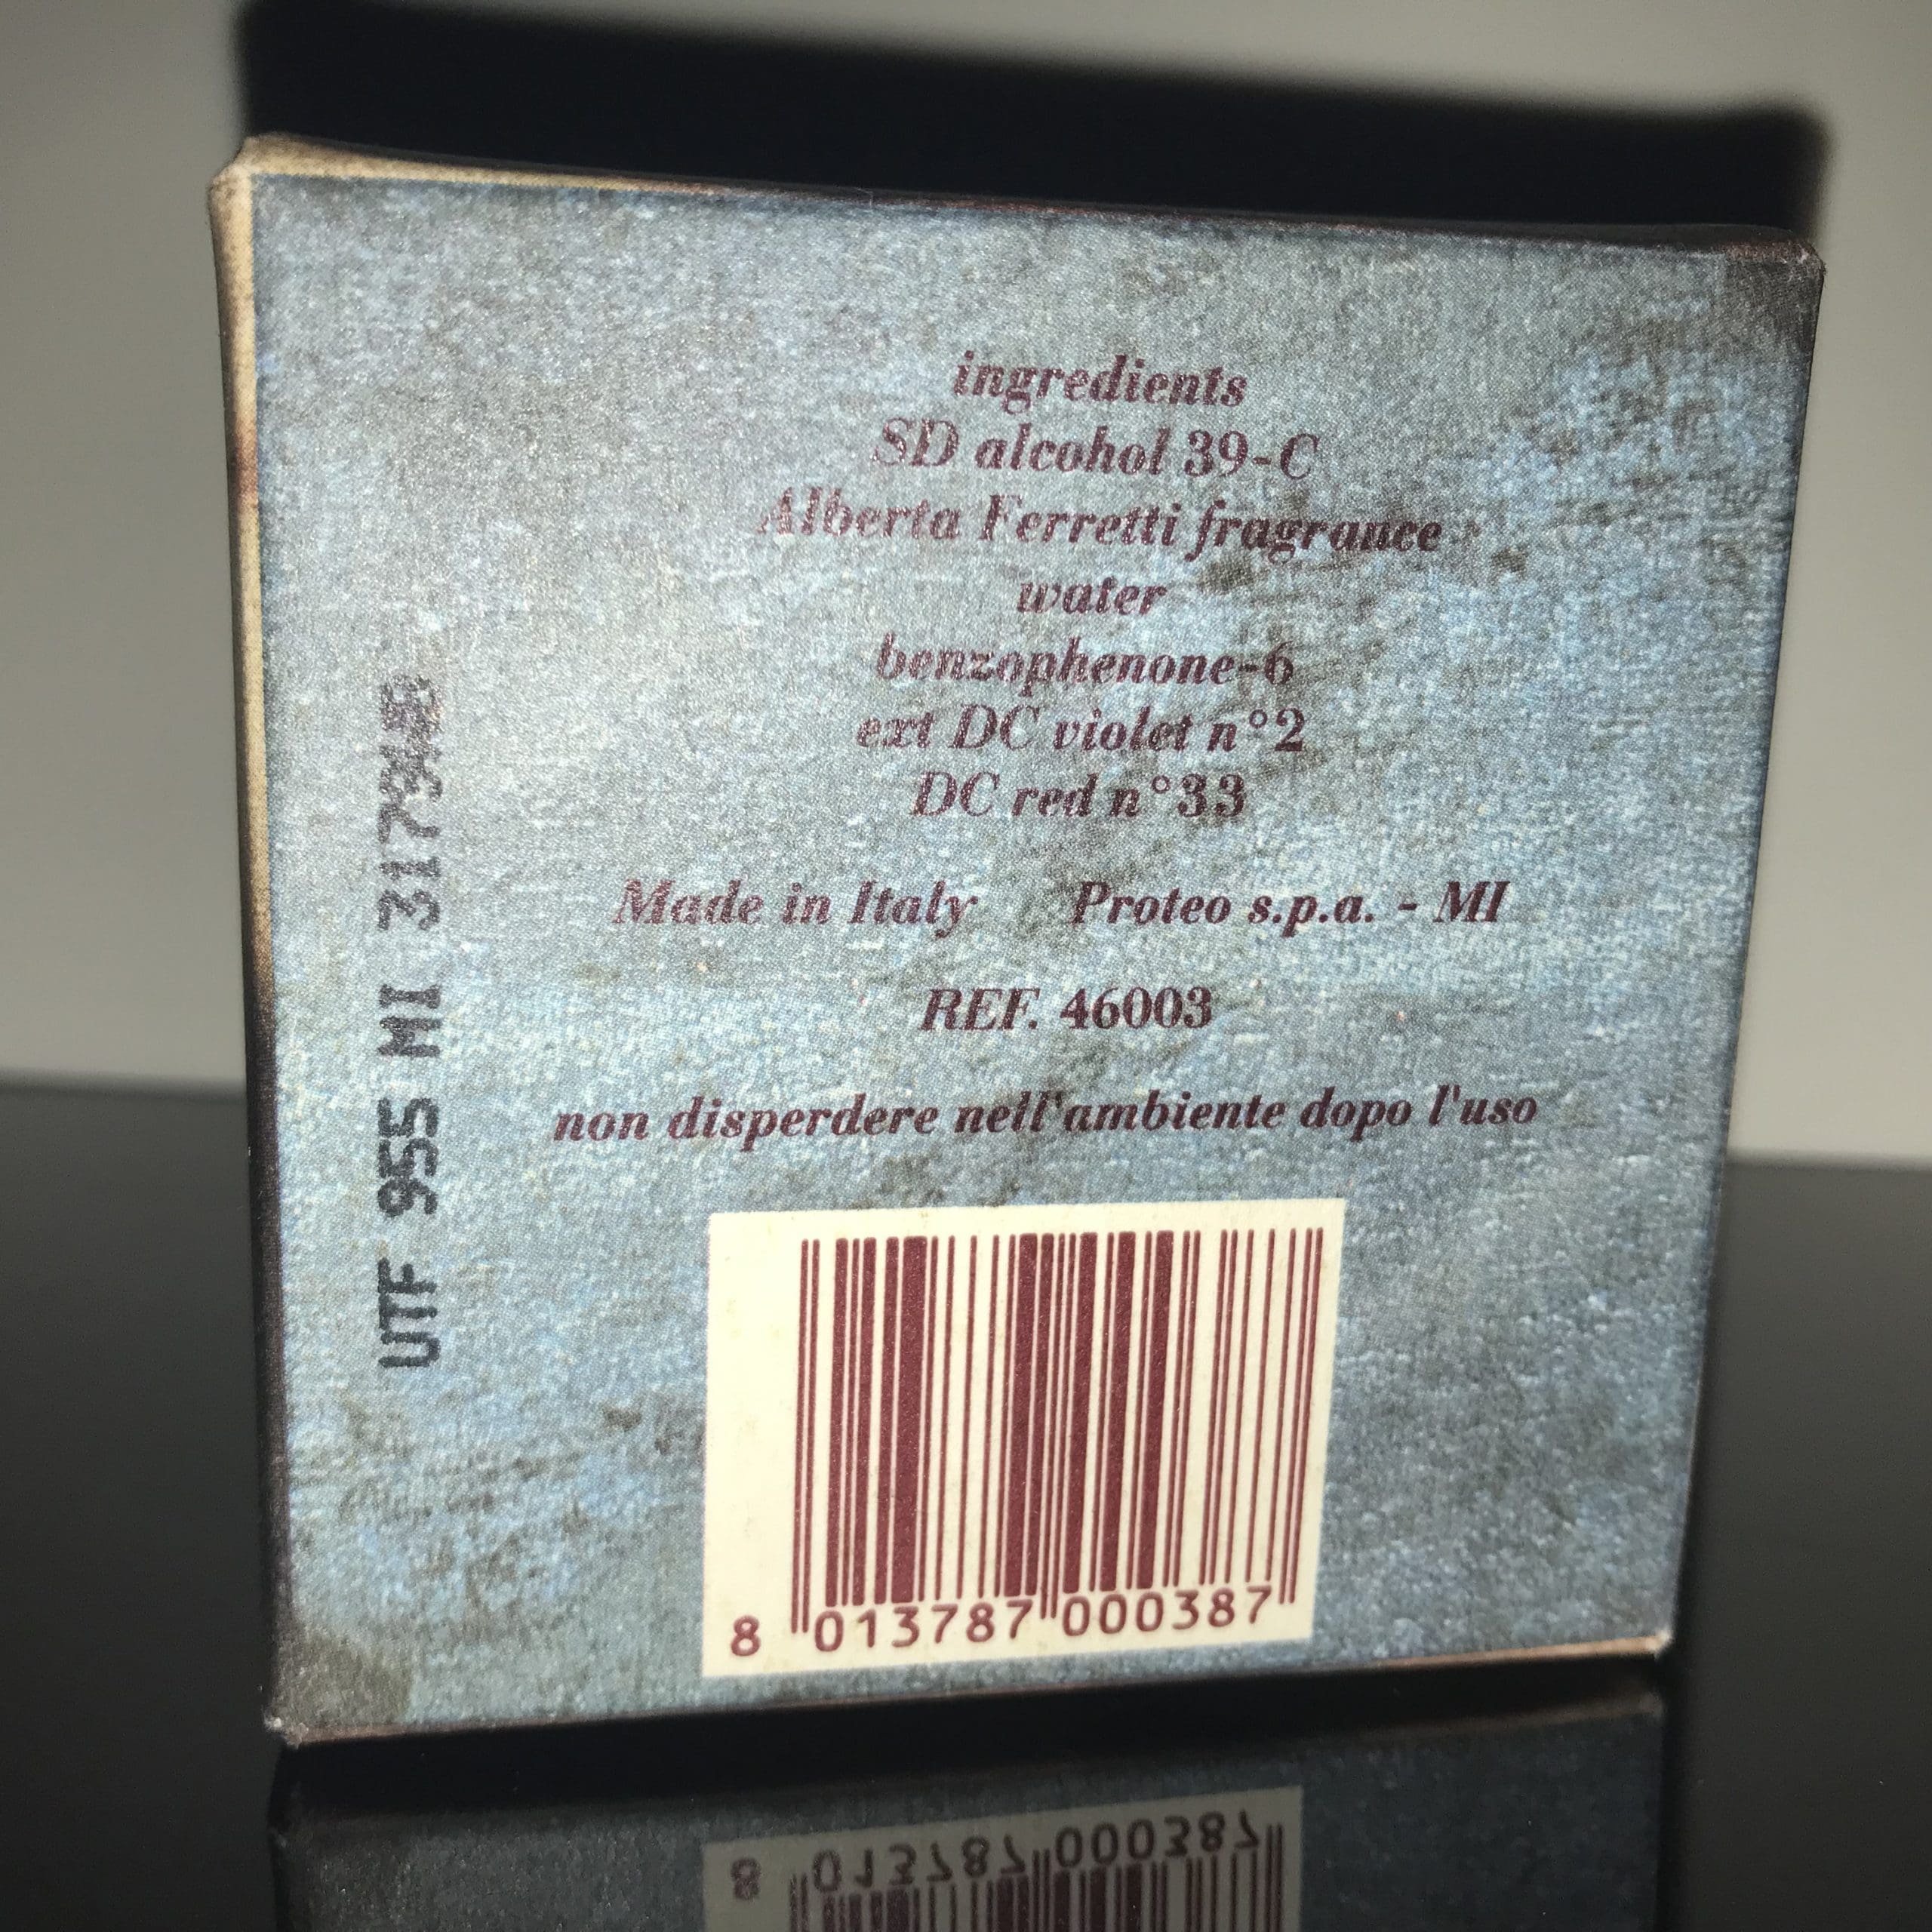 ingredients
SD alcohol 39-C
Alberta Ferretti fragrance
water
benzophenone-6
ext DC violet n°2
DC red n°33
Made in Italy Proteo s.p.a. - MI
REF. 46003
non disperdere nell'ambiente dopo l'uso
UTF 955 MI
8 013787 000387